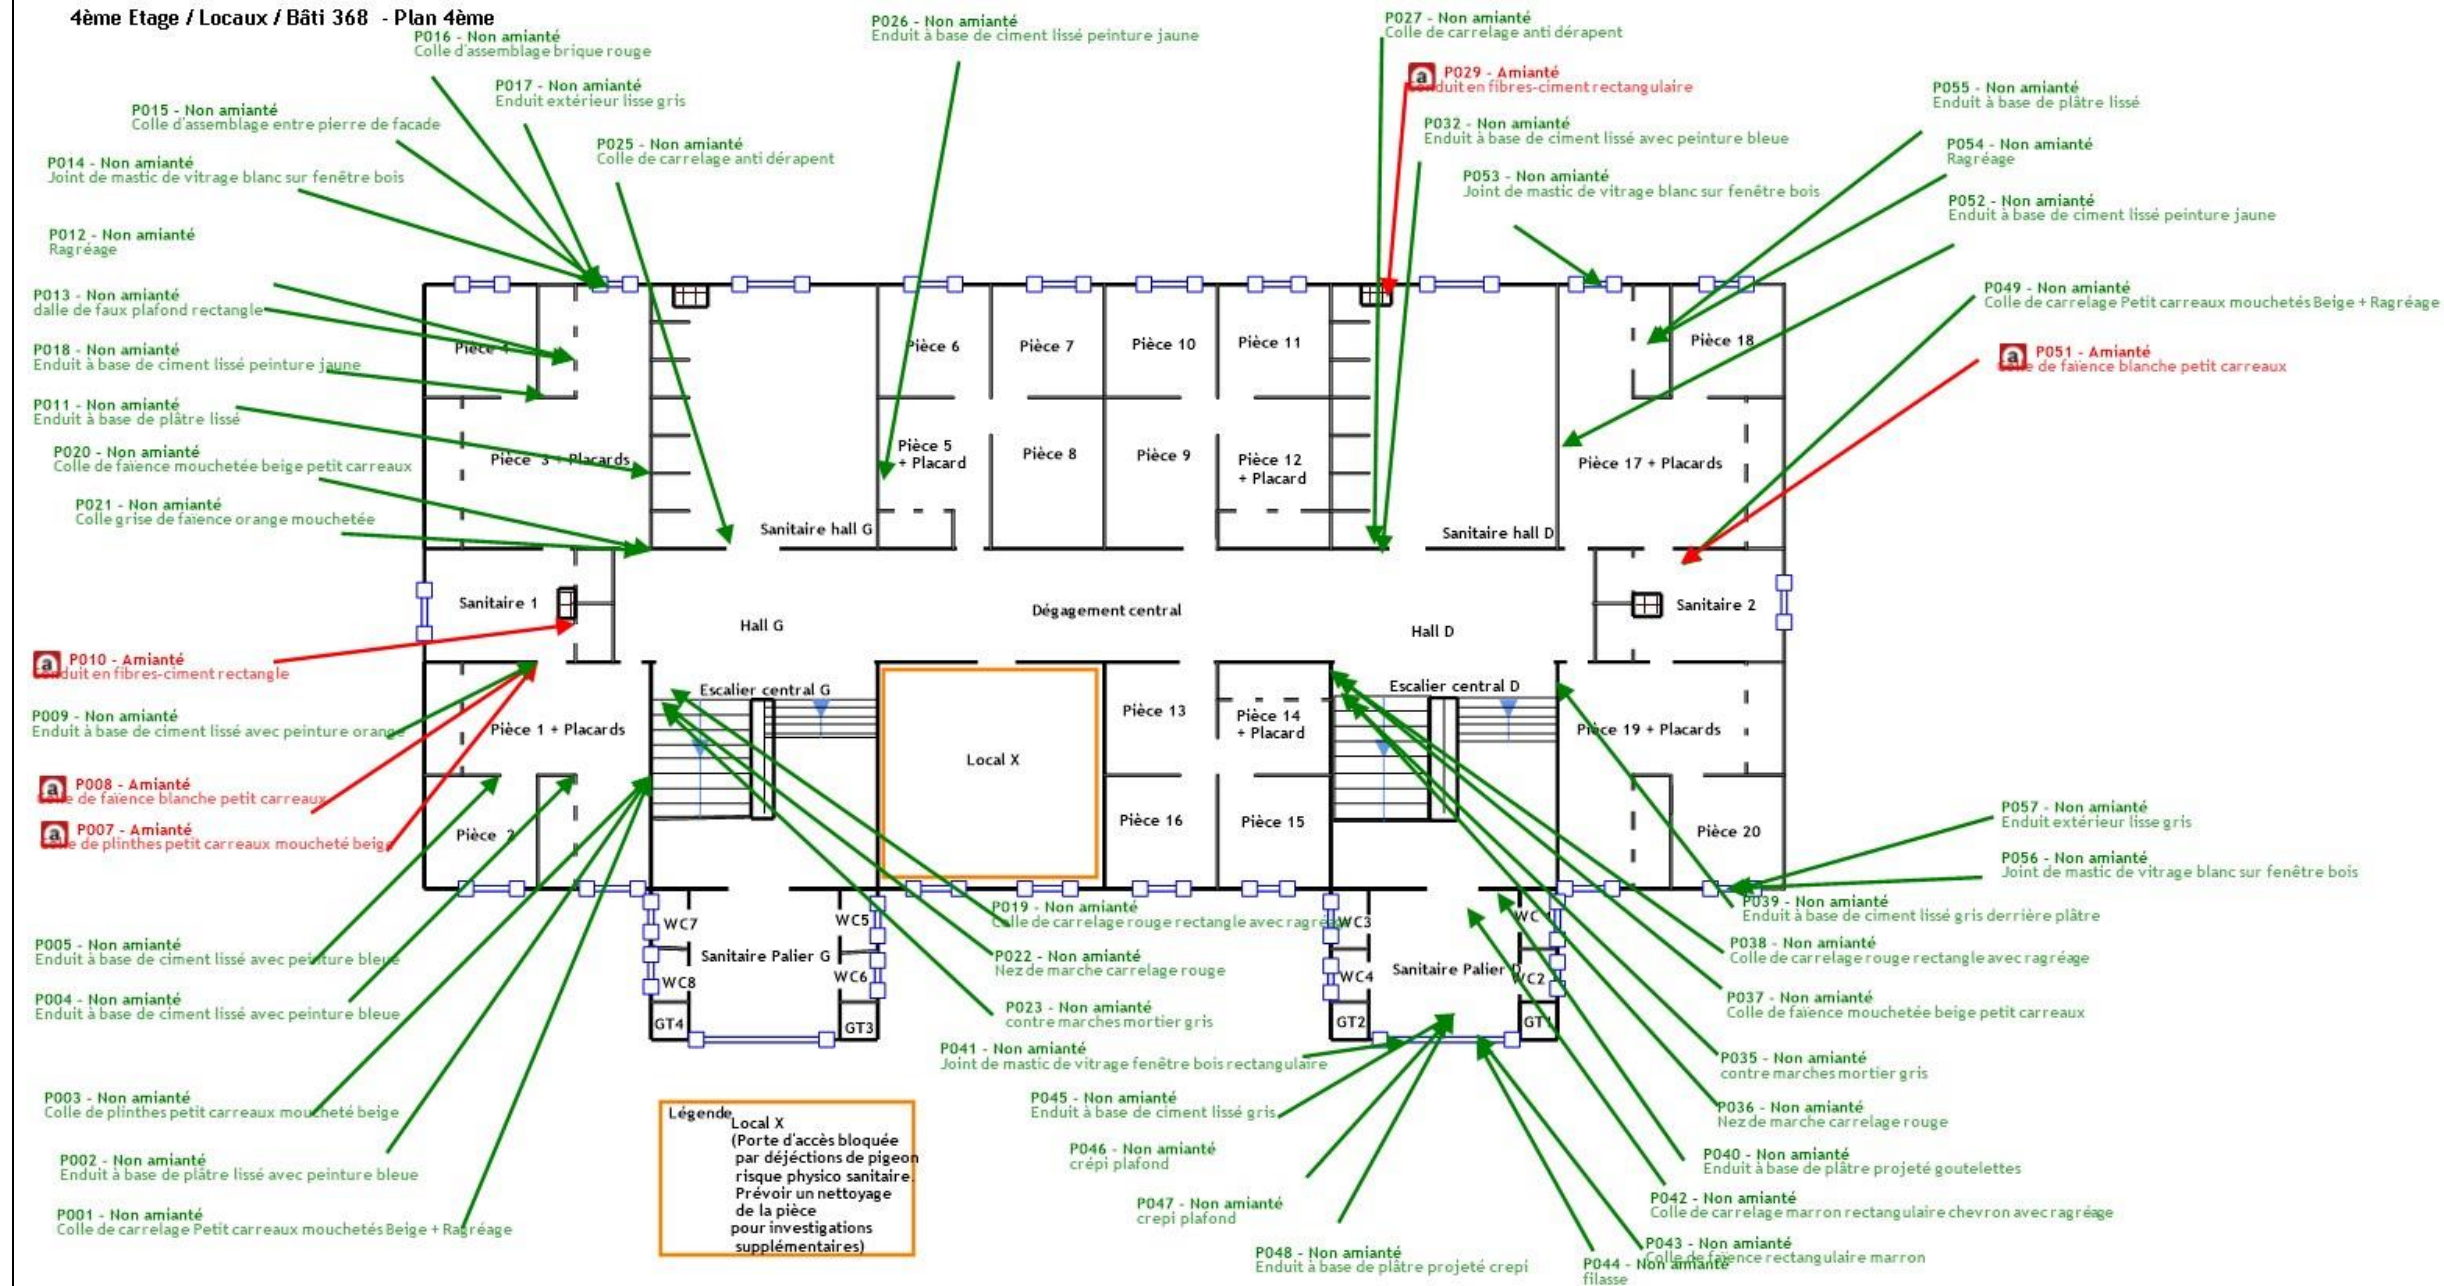 4ème Etage / Locaux / Bâti 368 - Plan 4ème
P016 - Non amianté
Colle d'assemblage brique rouge
P026 - Non amianté
Enduit à base de ciment lissé peinture jaune
P027 - Non amianté
Colle de carrelage anti dérapent
P017 - Non amianté
Enduit extérieur lisse gris
a P029 - Amianté
Conduit en fibres-ciment rectangulaire
P055 - Non amianté
Enduit à base de plâtre lissé
P015 - Non amianté
Colle d'assemblage entre pierre de facade
P025 - Non amianté
Colle de carrelage anti dérapent
P032 - Non amianté
Enduit à base de ciment lissé avec peinture bleue
P054 - Non amianté
Ragréage
P014 - Non amianté
Joint de mastic de vitrage blanc sur fenêtre bois
P053 - Non amianté
Joint de mastic de vitrage blanc sur fenêtre bois
P052 - Non amianté
Enduit à base de ciment lissé peinture jaune
P012 - Non amianté
Ragréage
P013 - Non amianté
dalle de faux plafond rectangle
P049 - Non amianté
Colle de carrelage Petit carreaux mouchetés Beige + Ragréage
P018 - Non amianté
Enduit à base de ciment lissé peinture jaune
a P051 - Amianté
Colle de faïence blanche petit carreaux
P011 - Non amianté
Enduit à base de plâtre lissé
P020 - Non amianté
Colle de faïence mouchetée beige petit carreaux
P021 - Non amianté
Colle grise de faïence orange mouchetée
Pièce 4
Pièce 6
Pièce 7
Pièce 10
Pièce 11
Pièce 18
Pièce 3 + Placards
Pièce 5
+ Placard
Pièce 8
Pièce 9
Pièce 12
+ Placard
Pièce 17 + Placards
Sanitaire hall G
Sanitaire hall D
Sanitaire 1
Hall G
Dégagement central
Hall D
Sanitaire 2
a P010 - Amianté
Conduit en fibres-ciment rectangle
P009 - Non amianté
Enduit à base de ciment lissé avec peinture orange
a P008 - Amianté
Colle de faïence blanche petit carreaux
a P007 - Amianté
Colle de plinthes petit carreaux moucheté beige
Escalier central G
Escalier central D
Pièce 1 + Placards
Pièce 13
Pièce 14
+ Placard
Pièce 19 + Placards
Local X
Pièce 2
Pièce 16
Pièce 15
Pièce 20
P057 - Non amianté
Enduit extérieur lisse gris
P056 - Non amianté
Joint de mastic de vitrage blanc sur fenêtre bois
P005 - Non amianté
Enduit à base de ciment lissé avec peinture bleue
P004 - Non amianté
Enduit à base de ciment lissé avec peinture bleue
P003 - Non amianté
Colle de plinthes petit carreaux moucheté beige
P002 - Non amianté
Enduit à base de plâtre lissé avec peinture bleue
P001 - Non amianté
Colle de carrelage Petit carreaux mouchetés Beige + Ragréage
WC7
WC5
Sanitaire Palier G
WC8
WC6
GT4
GT3
P019 - Non amianté
Colle de carrelage rouge rectangle avec ragréage
P022 - Non amianté
Nez de marche carrelage rouge
P023 - Non amianté
contre marches mortier gris
WC3
WC1
WC4
Sanitaire Palier D
WC2
GT2
GT1
P039 - Non amianté
Enduit à base de ciment lissé gris derrière plâtre
P038 - Non amianté
Colle de carrelage rouge rectangle avec ragréage
P037 - Non amianté
Colle de faïence mouchetée beige petit carreaux
P035 - Non amianté
contre marches mortier gris
P036 - Non amianté
Nez de marche carrelage rouge
P040 - Non amianté
Enduit à base de plâtre projeté goutelettes
P042 - Non amianté
Colle de carrelage marron rectangulaire chevron avec ragréage
P043 - Non amianté
Colle de faïence rectangulaire marron
P044 - Non amianté
filasse
P041 - Non amianté
Joint de mastic de vitrage fenêtre bois rectangulaire
P045 - Non amianté
Enduit à base de ciment lissé gris
P046 - Non amianté
crépi plafond
P047 - Non amianté
crepi plafond
P048 - Non amianté
Enduit à base de plâtre projeté crepi
Légende
Local X
(Porte d'accès bloquée
par déjéctions de pigeon
risque physico sanitaire.
Prévoir un nettoyage
de la pièce
pour investigations
supplémentaires)